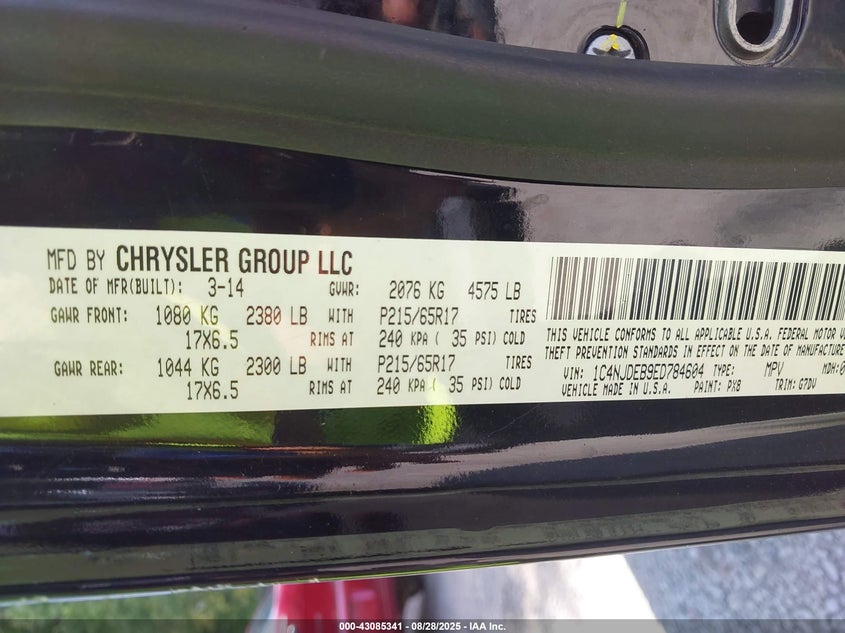 MFD BY CHRYSLER GROUP LLC
DATE OF MFR(BUILT): 3-14 GVWR: 2076 KG 4575 LB
GAWR FRONT: 1080 KG 2380 LB WITH P215/65R17 TIRES
17X6.5 RIMS AT 240 KPA ( 35 PSI) COLD
GAWR REAR: 1044 KG 2300 LB WITH P215/65R17 TIRES
17X6.5 RIMS AT 240 KPA ( 35 PSI) COLD
THIS VEHICLE CONFORMS TO ALL APPLICABLE U.S.A. FEDERAL MOTOR VE
THEFT PREVENTION STANDARDS IN EFFECT ON THE DATE OF MANUFACTURE
VIN: 1C4NJDEB9ED784604 TYPE: MPV MDH:0
VEHICLE MADE IN U.S.A. PAINT: PX8 TRIM: G7DV
000-43085341 - 08/28/2025 - IAA Inc.